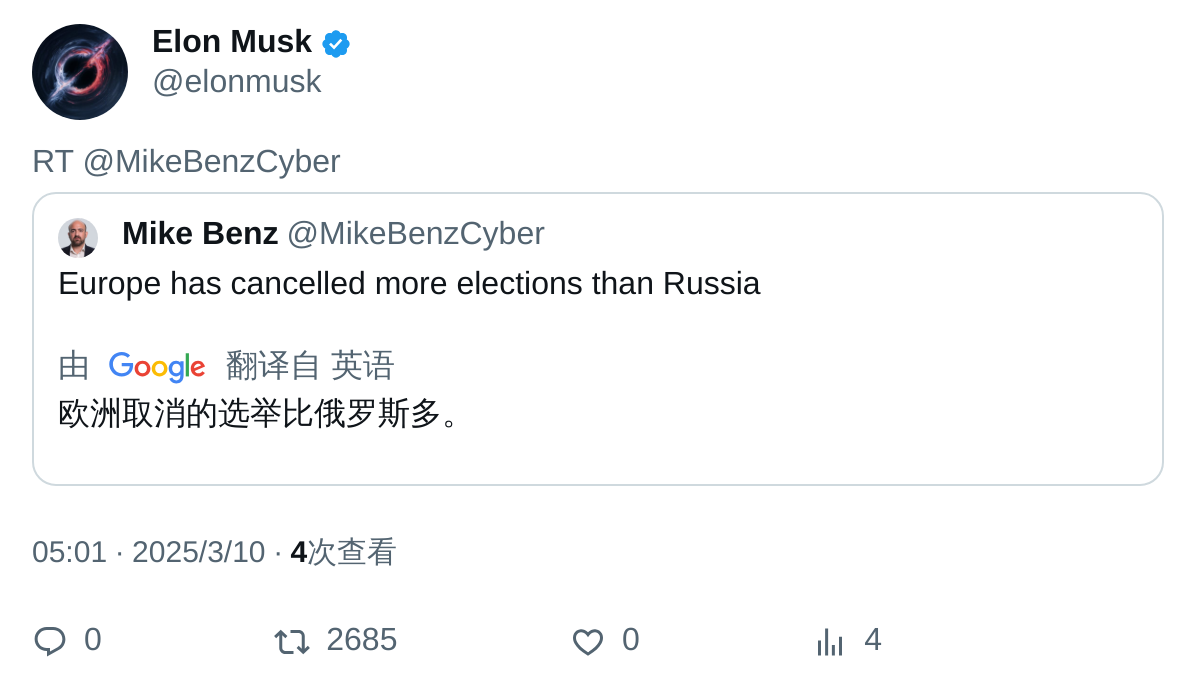 Elon Musk
@elonmusk
RT @MikeBenzCyber
Mike Benz @MikeBenzCyber
Europe has cancelled more elections than Russia
由 Google 翻译自 英语
欧洲取消的选举比俄罗斯多。
05:01 · 2025/3/10 · 4次查看
0 2685 0 4